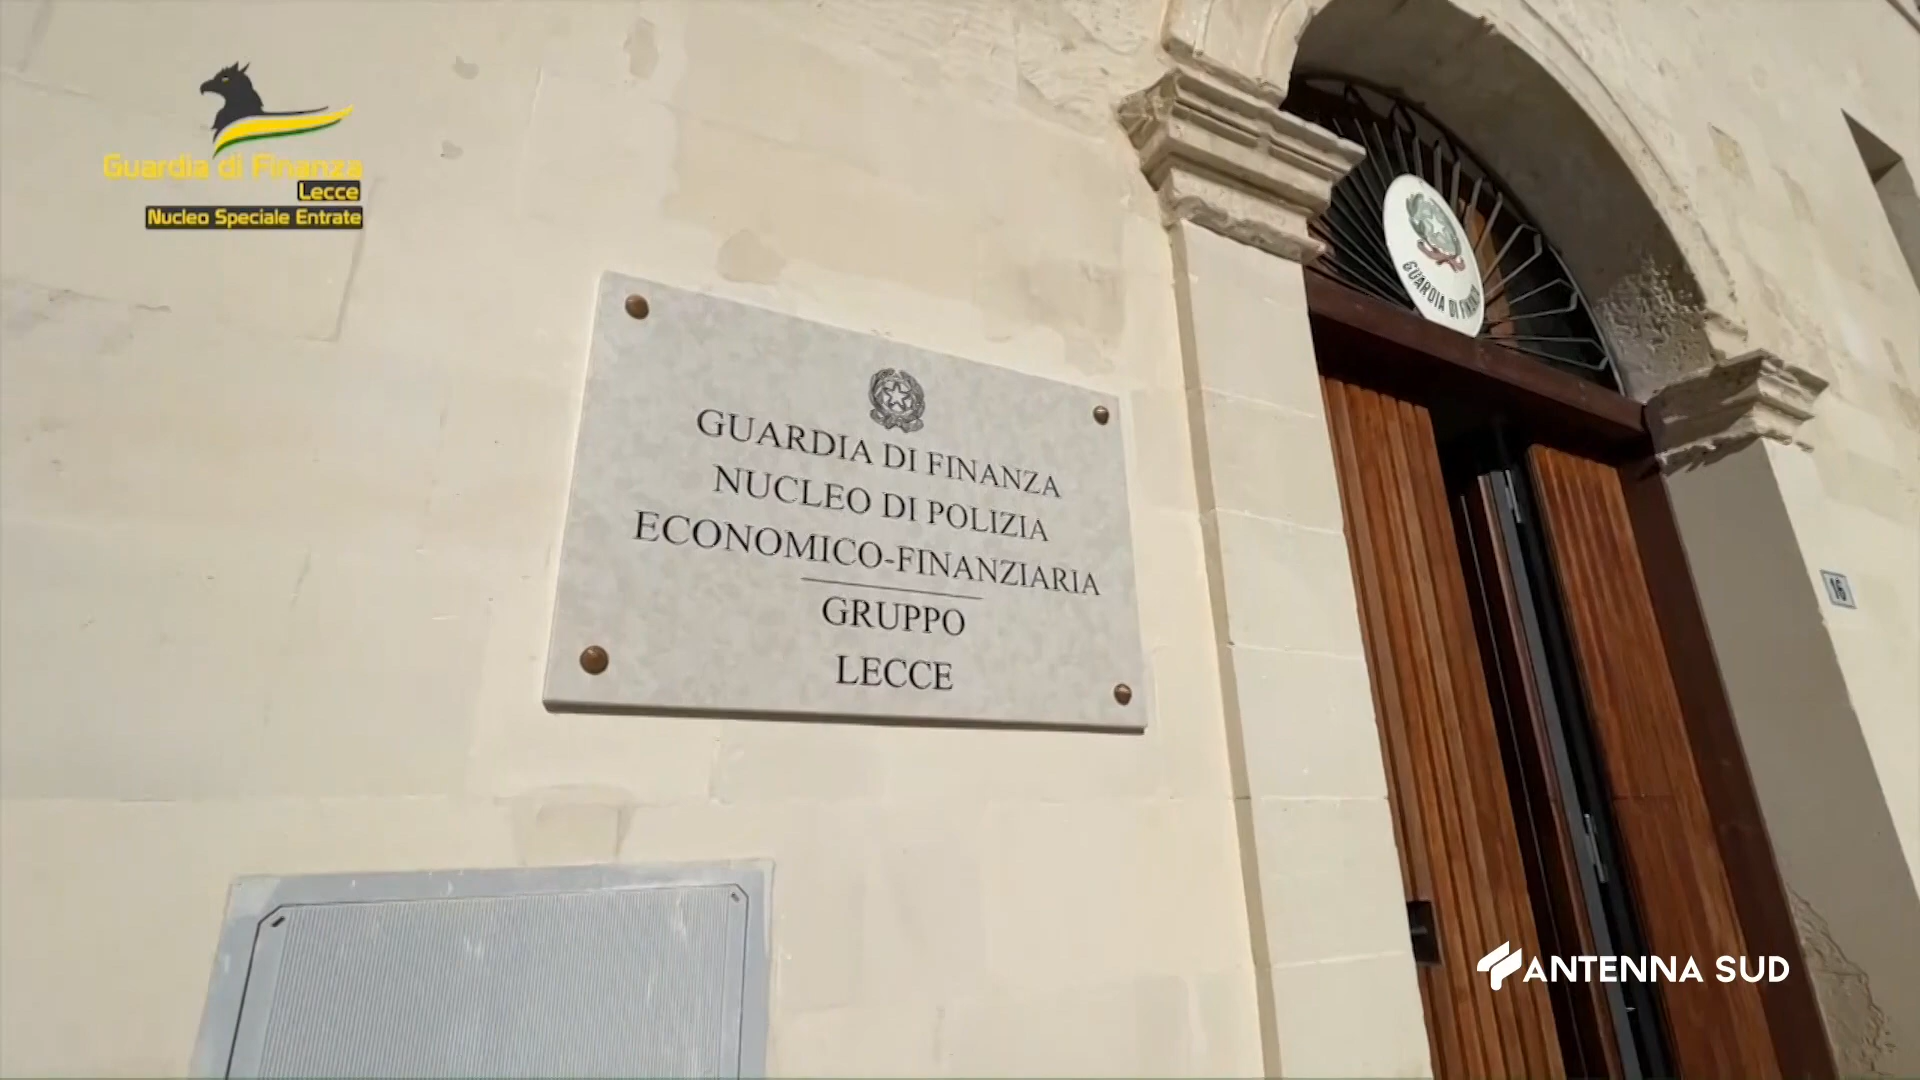 Guardia di Finanza
Lecce
Nucleo Speciale Entrate
GUARDIA DI FINANZA
NUCLEO DI POLIZIA
ECONOMICO-FINANZIARIA
GRUPPO
LECCE
GUARDIA DI FINANZA
16
ANTENNA SUD